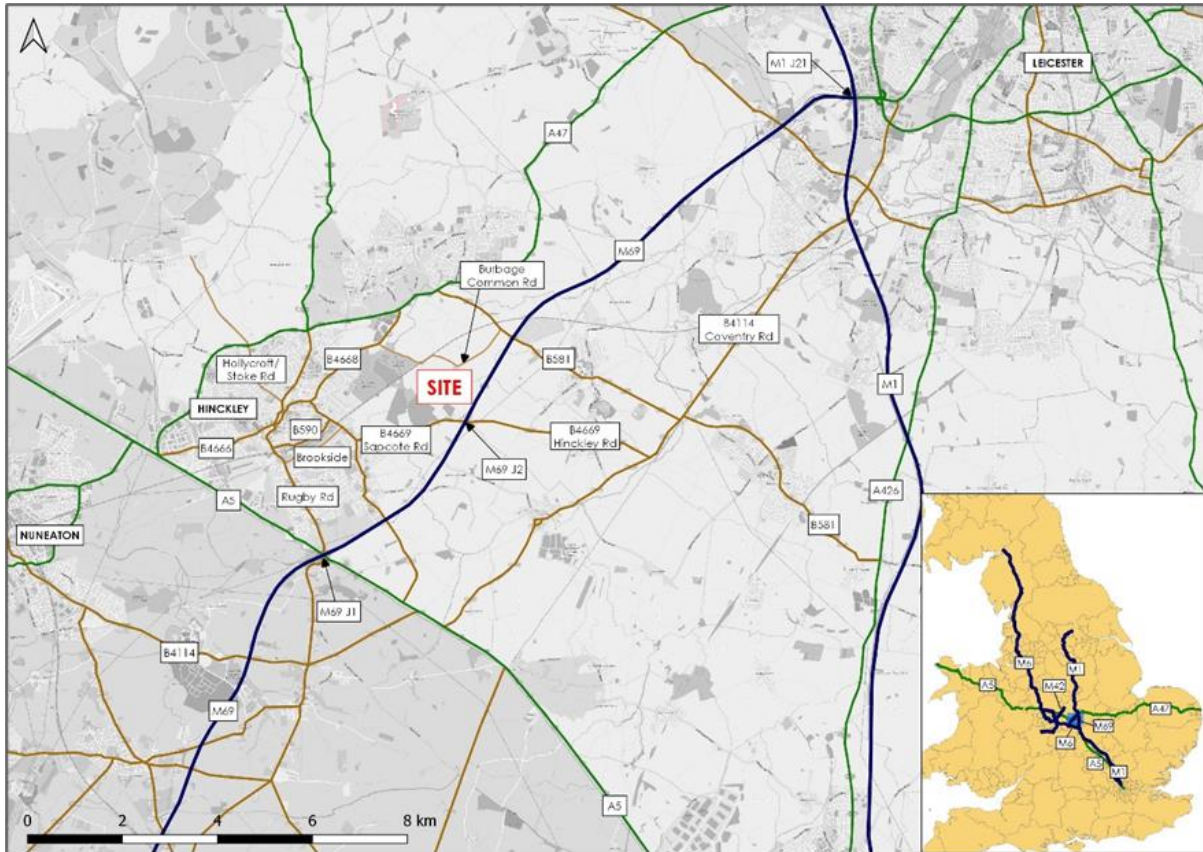 M1 J21
LEICESTER
A47
M69
Burbage
Common Rd
B4114
Coventry Rd
Hollycroft/
Stoke Rd
B4668
B581
SITE
M1
HINCKLEY
B590
B4669
Sapcote Rd
B4669
Hinckley Rd
B4666
Brookside
M69 J2
Rugby Rd
A5
A426
NUNEATON
B581
M69 J1
B4114
M69
A5
0 2 4 6 8 km
M6
M1
A5
M42
A47
M69
M6
A5
M1